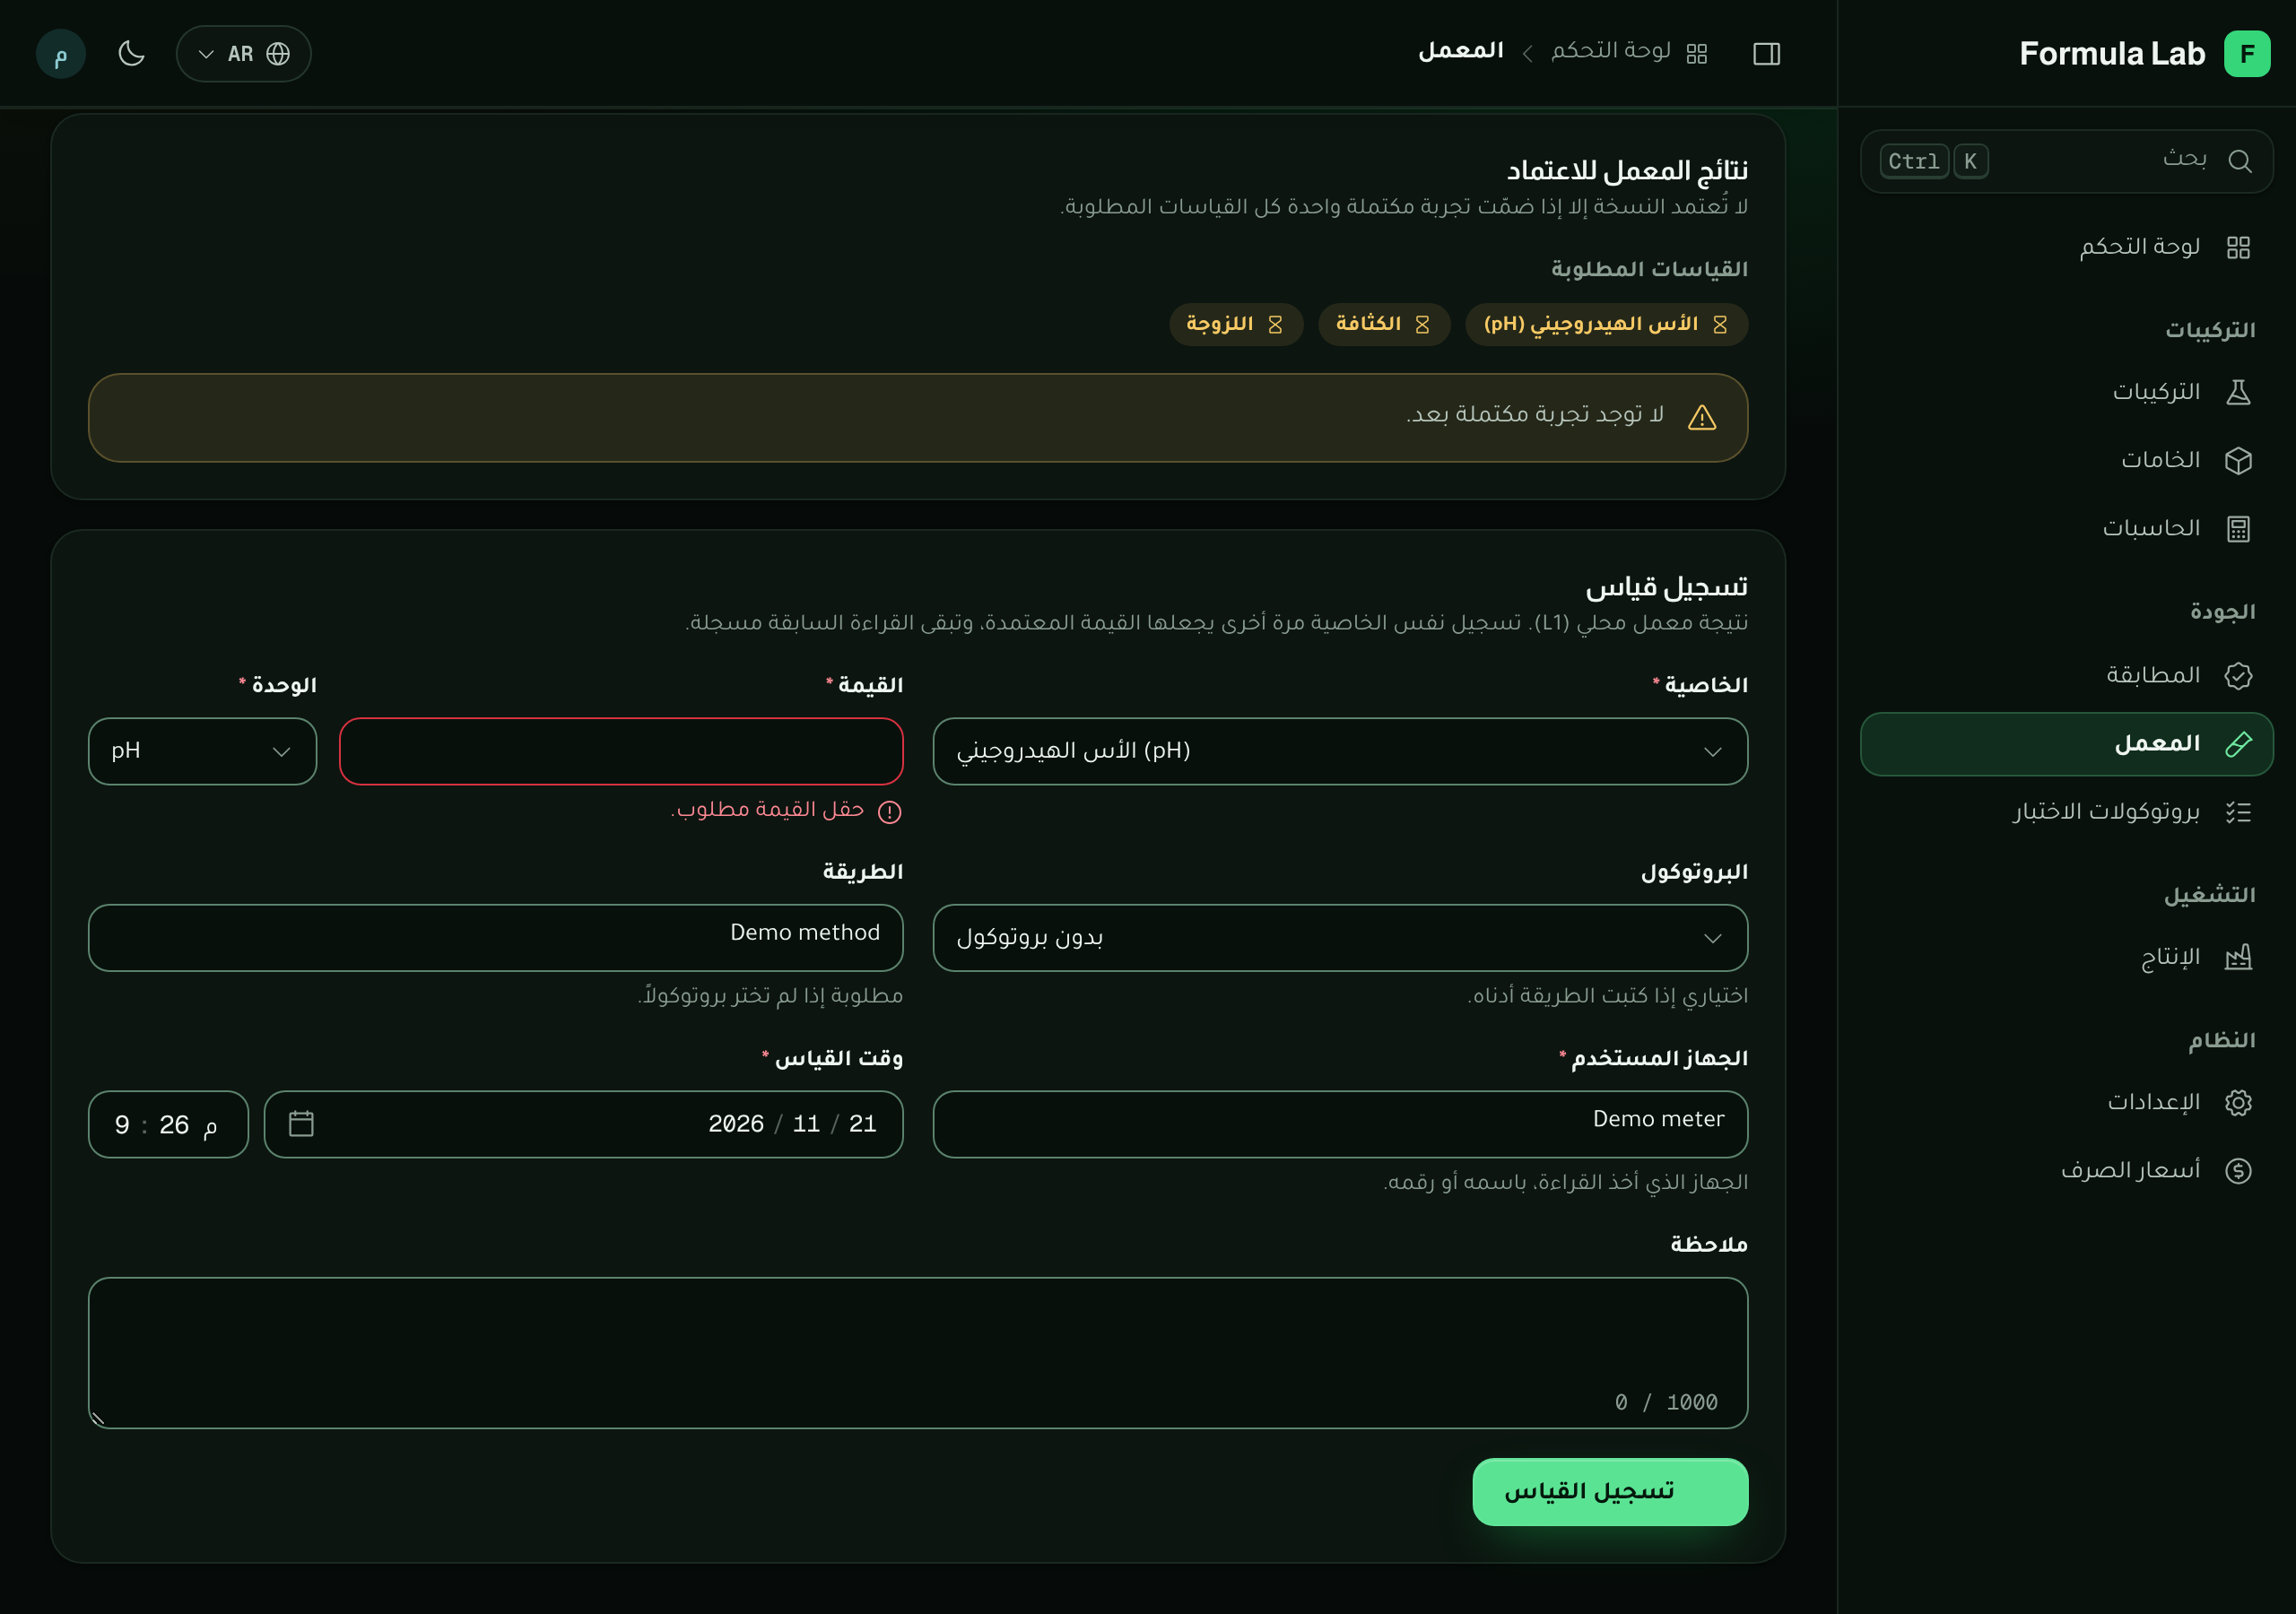 F Formula Lab
بحث Ctrl K
لوحة التحكم
التركيبات
التركيبات
الخامات
الحاسبات
الجودة
المطابقة
المعمل
بروتوكولات الاختبار
التشغيل
الإنتاج
النظام
الإعدادات
أسعار الصرف
لوحة التحكم
المعمل
AR
م
نتائج المعمل للاعتماد
لا تُعتمد النسخة إلا إذا ضمّت تجربة مكتملة واحدة كل القياسات المطلوبة.
القياسات المطلوبة
الأس الهيدروجيني (pH)
الكثافة
اللزوجة
لا توجد تجربة مكتملة بعد.
تسجيل قياس
نتيجة معمل محلي (L1). تسجيل نفس الخاصية مرة أخرى يجعلها القيمة المعتمدة، وتبقى القراءة السابقة مسجلة.
الخاصية *
الأس الهيدروجيني (pH)
القيمة *
حقل القيمة مطلوب.
الوحدة *
pH
البروتوكول
بدون بروتوكول
اختياري إذا كتبت الطريقة أدناه.
الطريقة
Demo method
مطلوبة إذا لم تختر بروتوكولاً.
الجهاز المستخدم *
Demo meter
الجهاز الذي أخذ القراءة، باسمه أو رقمه.
وقت القياس *
2026 / 11 / 21
9 : 26 م
ملاحظة
0 / 1000
تسجيل القياس